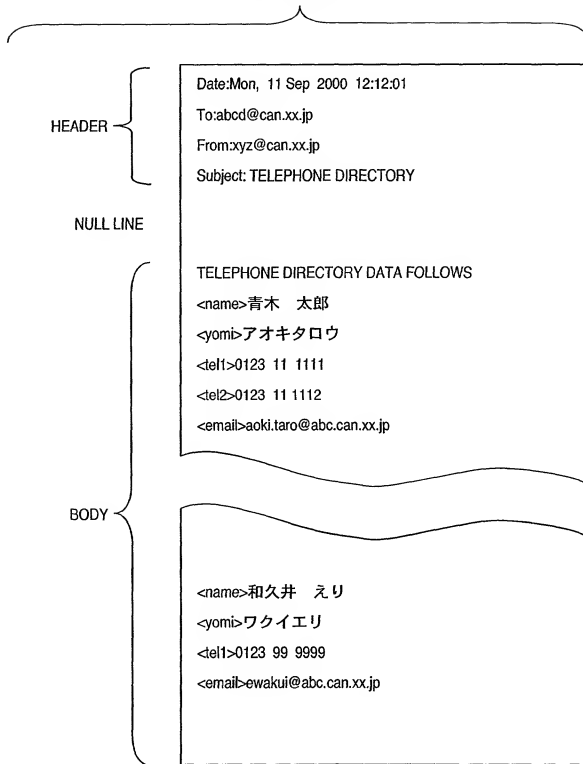 HEADER
Date:Mon, 11 Sep 2000 12:12:01
To:abcd@can.xx.jp
From:xyz@can.xx.jp
Subject: TELEPHONE DIRECTORY
NULL LINE
BODY
TELEPHONE DIRECTORY DATA FOLLOWS
<name>青木　太郎
<yomi>アオキタロウ
<tel1>0123 11 1111
<tel2>0123 11 1112
<email>aoki.taro@abc.can.xx.jp
<name>和久井　えり
<yomi>ワクイエリ
<tel1>0123 99 9999
<email>ewakui@abc.can.xx.jp